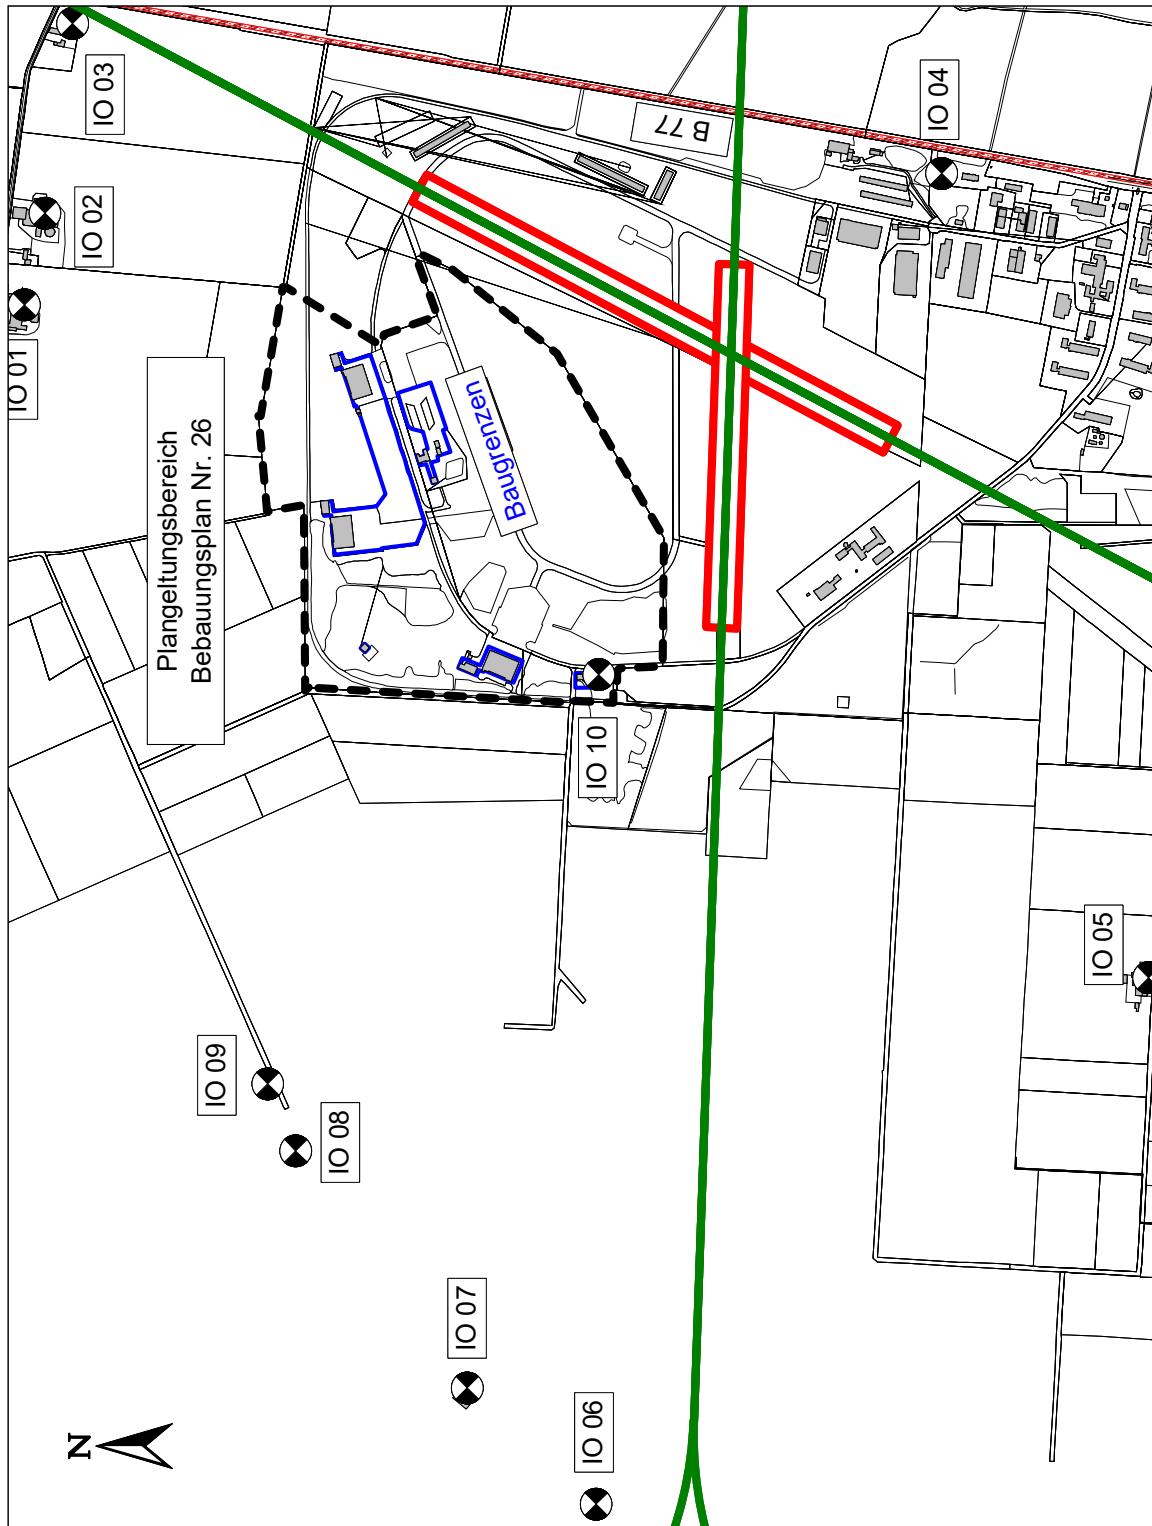 N
IO 01
IO 02
IO 03
Plangeltungsbereich
Bebauungsplan Nr. 26
IO 09
IO 08
IO 07
Baugrenzen
IO 06
IO 10
B 77
IO 04
IO 05